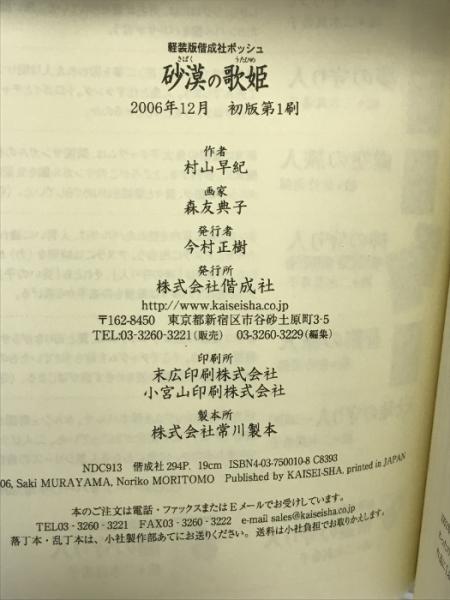 軽装版偕成社ポッシュ
さばく うたひめ
砂漠の歌姫
2006年12月 初版第1刷
作者
村山早紀
画家
森友典子
発行者
今村正樹
発行所
株式会社偕成社
http://www.kaiseisha.co.jp
〒162-8450 東京都新宿区市谷砂土原町3-5
TEL:03-3260-3221(販売) 03-3260-3229(編集)
印刷所
末広印刷株式会社
小宮山印刷株式会社
製本所
株式会社常川製本
NDC913 偕成社 294P. 19cm ISBN4-03-750010-8 C8393
06, Saki MURAYAMA, Noriko MORITOMO Published by KAISEI-SHA, printed in JAPAN
本のご注文は電話・ファックスまたはEメールでお受けしています。
TEL03-3260-3221 FAX03-3260-3222 e-mail sales@kaiseisha.co.jp
落丁本・乱丁本は、小社製作部あてにお送りください。送料は小社負担でお取りかえします。